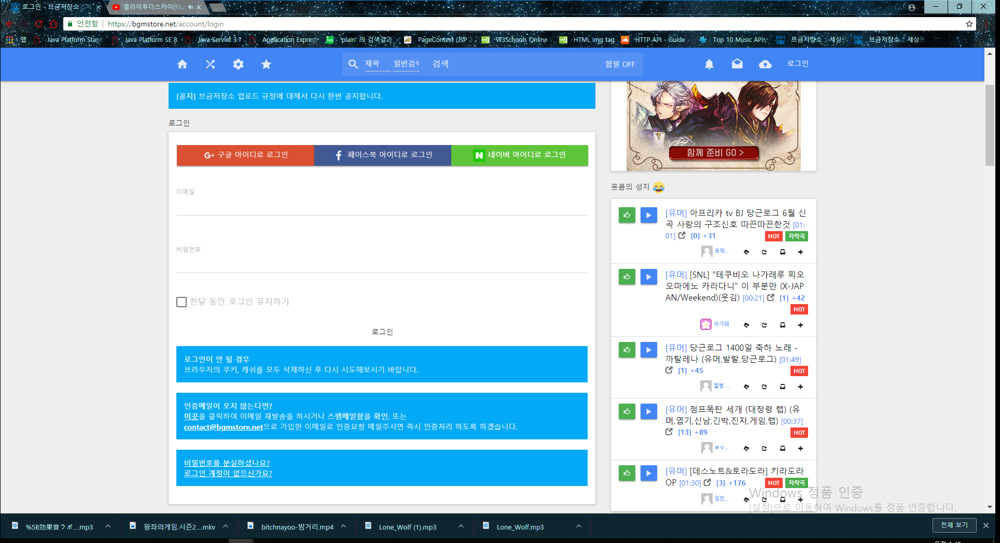 로그인 - 브금저장소 -
플라이투더스카이(Fly
안전함 | https://bgmstore.net/account/login
앱
Java Platform Stand
Java Platform SE 8
Java Servlet 3.1
Application Expres
'plain' 의 검색결과
PageContext (JSP 2
W3Schools Online
HTML img tag
HTTP API - Guide
Top 10 Music APIs
브금저장소 - 세상의
브금저장소 - 세상의
제목 일반검색 검색 합필 OFF 로그인
[공지] 브금저장소 업로드 규정에 대해서 다시 한번 공지합니다.
로그인
G+ 구글 아이디로 로그인
f 페이스북 아이디로 로그인
N 네이버 아이디로 로그인
이메일
비밀번호
한달 동안 로그인 유지하기
로그인
로그인이 안 될 경우
브라우저의 쿠키, 캐쉬를 모두 삭제하신 후 다시 시도해보시기 바랍니다.
인증메일이 오지 않는다면?
이곳을 클릭하여 이메일 재발송을 하시거나 스팸메일함을 확인, 또는
contact@bgmstore.net으로 가입한 이메일로 인증요청 메일주시면 즉시 인증처리 하도록 하겠습니다.
비밀번호를 분실하셨나요?
로그인 계정이 없으신가요?
함께 준비 GO >
웃음의 성지
[유머] 아프리카 tv BJ 당근로그 6월 신
곡 사랑의 구조신호 따끈따끈한것 [01:
01] [0] +31 HOT 자작곡
국제...
[유머] [SNL] "테쿠비오 나가레루 찌오
오마에노 카라다니" 이 부분만 (X-JAP
AN/Weekend)(웃김) [00:21] [1] +42
HOT
아가페
[유머] 당근로그 1400일 축하 노래 -
까탈레나 (유머,발랄,당근로그) [01:49]
[1] +45 HOT
앨범 ...
[유머] 점프폭탄 세개 (대정령 랩) (유
머,엽기,신남,긴박,진지,게임,랩) [00:37]
[13] +89 HOT
ㄹㅇ...
[유머] [데스노트&토라도라] 키라도라
OP [01:30] [3] +176 HOT 자작곡
잉전...
Windows 정품 인증
[설정]으로 이동하여 Windows를 정품 인증합니다.
%5B効果音ラボ....mp3
왕좌의게임.시즌2....mkv
bitchnayoo-밤거리.mp4
Lone_Wolf (1).mp3
Lone_Wolf.mp3
전체 보기